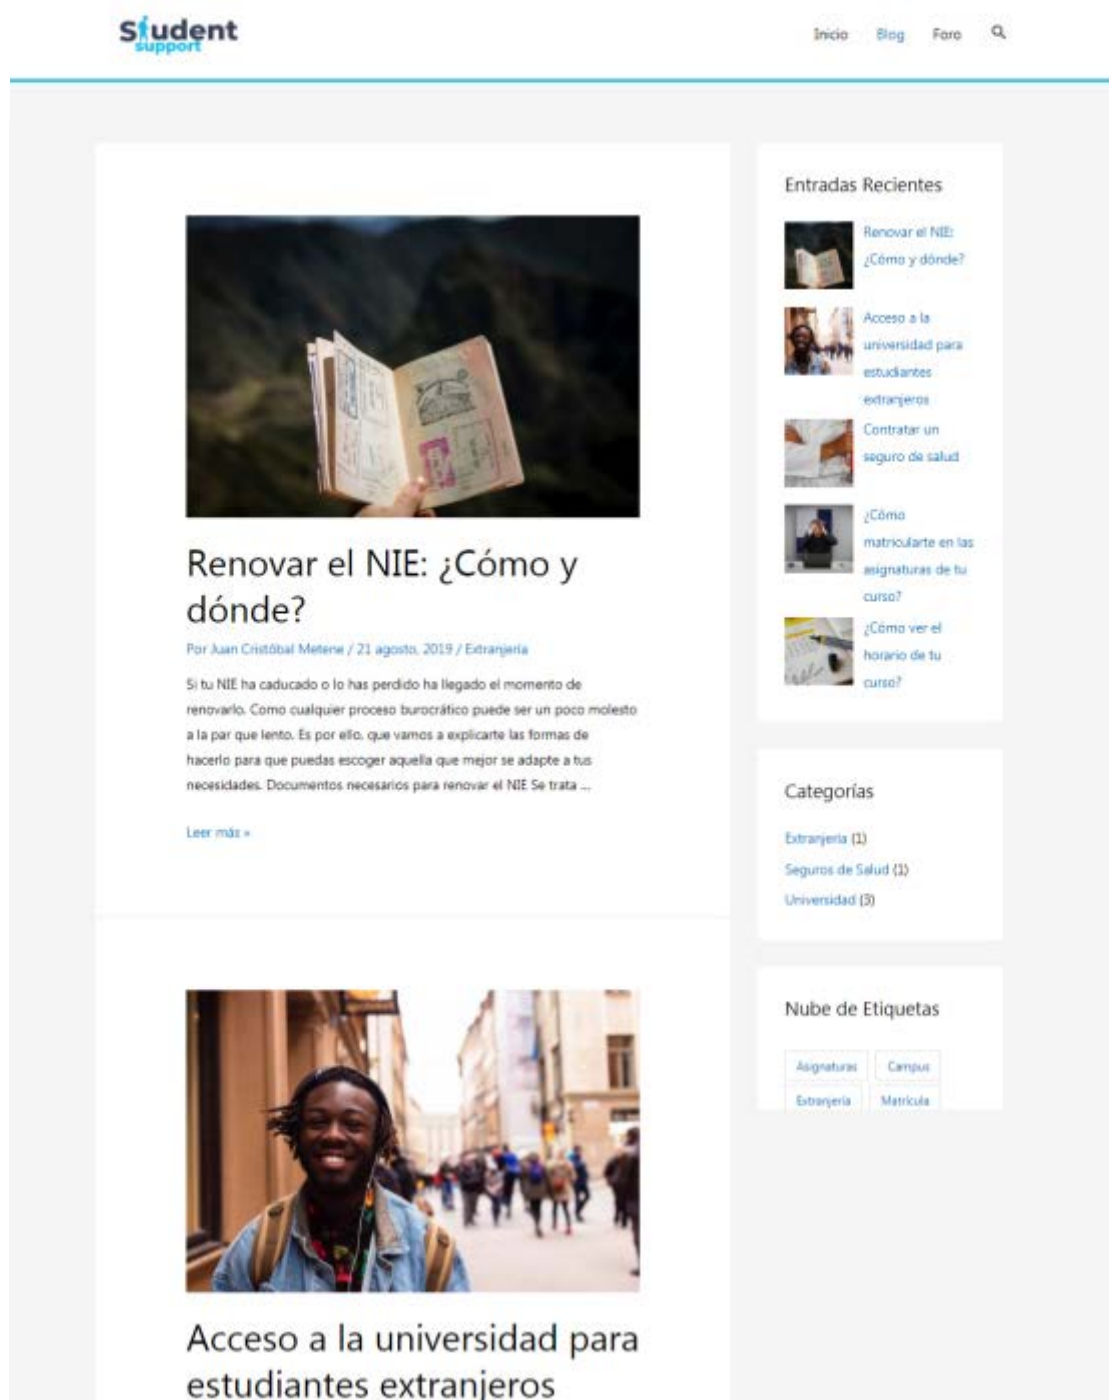 Student
support
Inicio Blog Foro
Renovar el NIE: ¿Cómo y
dónde?
Por Juan Cristóbal Metene / 21 agosto, 2019 / Extranjería
Si tu NIE ha caducado o lo has perdido ha llegado el momento de
renovarlo. Como cualquier proceso burocrático puede ser un poco molesto
a la par que lento. Es por ello, que vamos a explicarte las formas de
hacerlo para que puedas escoger aquella que mejor se adapte a tus
necesidades. Documentos necesarios para renovar el NIE Se trata ...
Leer más »
Acceso a la universidad para
estudiantes extranjeros
Entradas Recientes
Renovar el NIE:
¿Cómo y dónde?
Acceso a la
universidad para
estudiantes
extranjeros
Contratar un
seguro de salud
¿Cómo
matricularte en las
asignaturas de tu
curso?
¿Cómo ver el
horario de tu
curso?
Categorías
Extranjería (1)
Seguros de Salud (1)
Universidad (3)
Nube de Etiquetas
Asignaturas Campus
Extranjería Matrícula